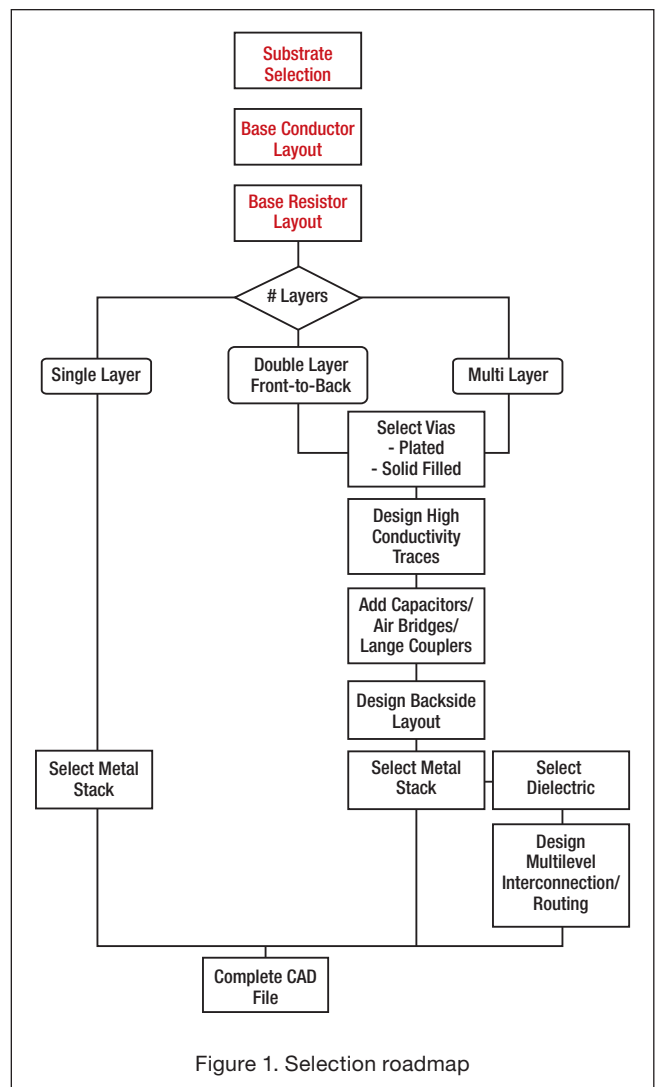 Substrate
Selection
Base Conductor
Layout
Base Resistor
Layout
# Layers
Single Layer
Double Layer
Front-to-Back
Multi Layer
Select Vias
- Plated
- Solid Filled
Design High
Conductivity
Traces
Add Capacitors/
Air Bridges/
Lange Couplers
Design Backside
Layout
Select Metal
Stack
Select Metal
Stack
Select
Dielectric
Design
Multilevel
Interconnection/
Routing
Complete CAD
File
Figure 1. Selection roadmap